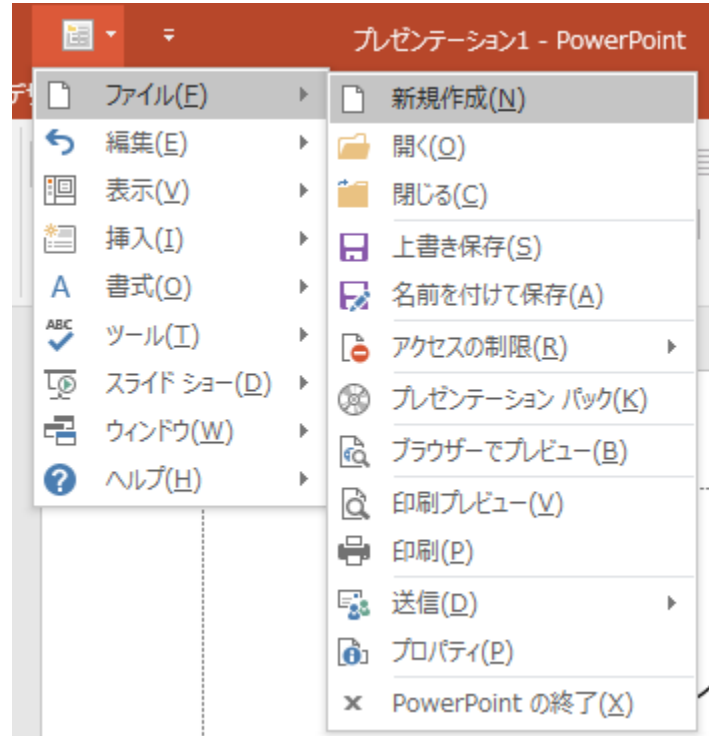 プレゼンテーション1 - PowerPoint
ファイル(F)
編集(E)
表示(V)
挿入(I)
書式(O)
ABC
ツール(T)
スライド ショー(D)
ウィンドウ(W)
ヘルプ(H)
新規作成(N)
開く(O)
閉じる(C)
上書き保存(S)
名前を付けて保存(A)
アクセスの制限(R)
プレゼンテーション パック(K)
ブラウザーでプレビュー(B)
印刷プレビュー(V)
印刷(P)
送信(D)
プロパティ(P)
PowerPoint の終了(X)